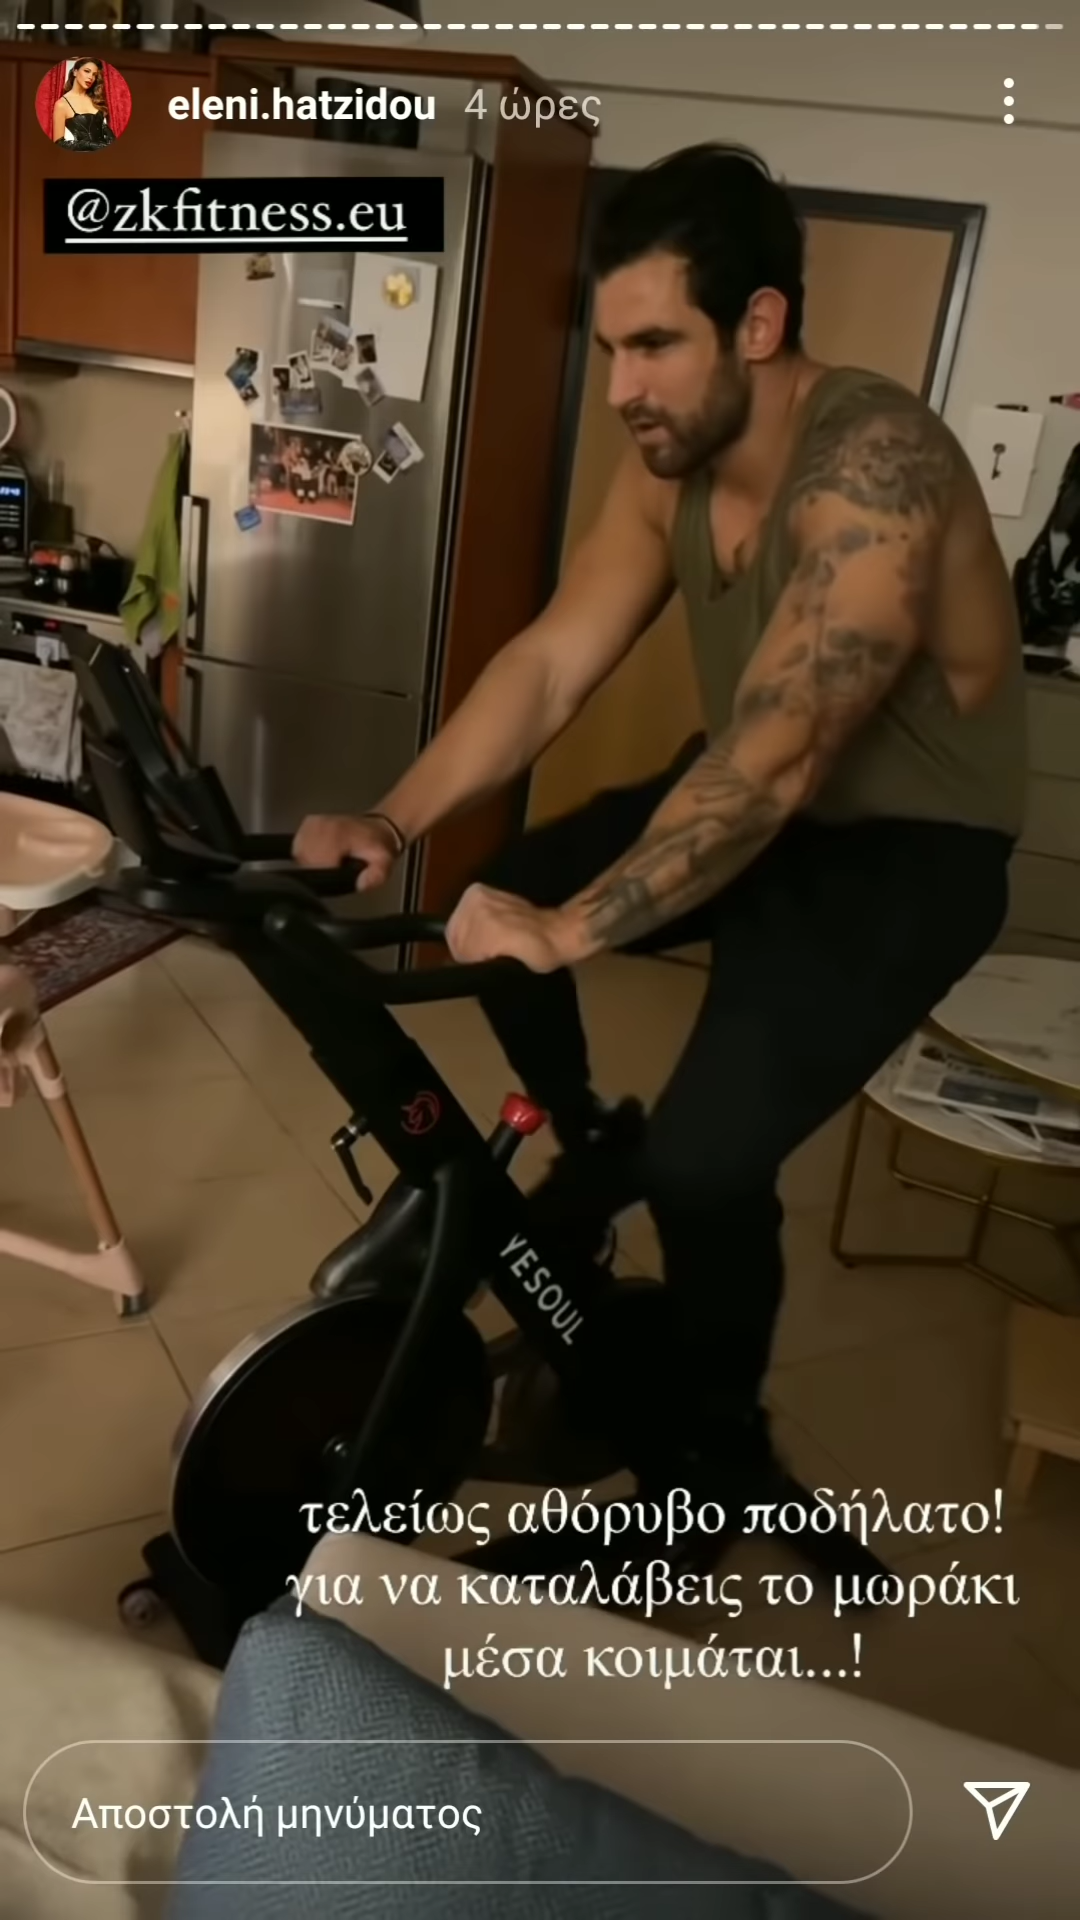 eleni.hatzidou 4 ώρες
@zkfitness.eu
YESOUL
τελείως αθόρυβο ποδήλατο!
για να καταλάβεις το μωράκι
μέσα κοιμάται...!
Αποστολή μηνύματος